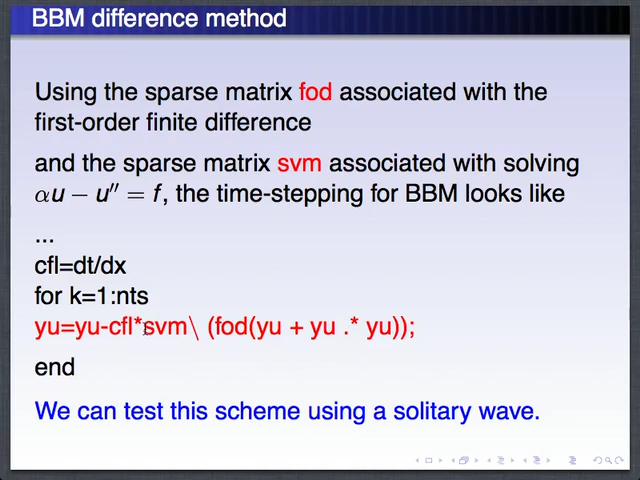 BBM difference method
Using the sparse matrix fod associated with the
first-order finite difference
and the sparse matrix svm associated with solving
αu − u″ = f, the time-stepping for BBM looks like
...
cfl=dt/dx
for k=1:nts
yu=yu-cfl*svm\ (fod(yu + yu .* yu));
end
We can test this scheme using a solitary wave.